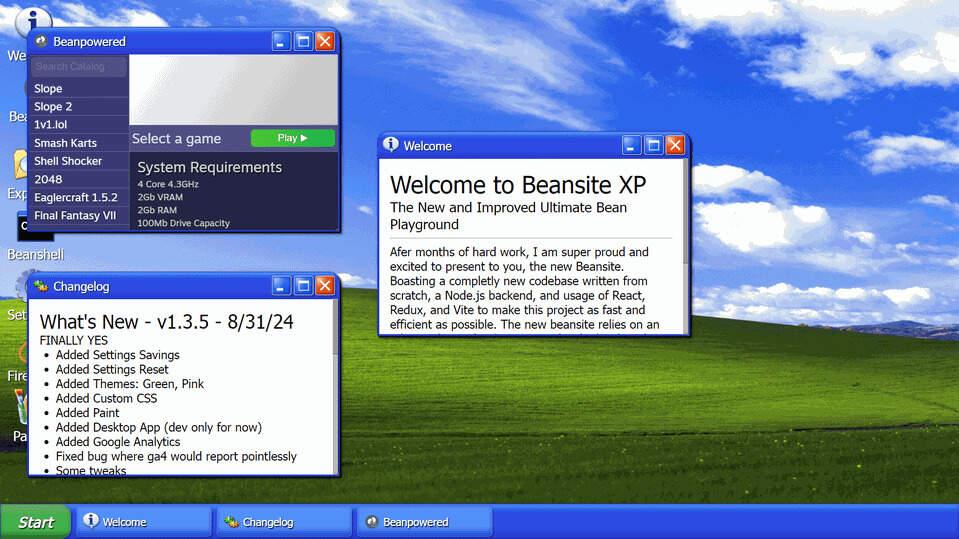 We
Beanpowered
Search Catalog
Slope
Slope 2
1v1.lol
Smash Karts
Shell Shocker
2048
Eaglercraft 1.5.2
Final Fantasy VII
Select a game
Play
System Requirements
4 Core 4.3GHz
2Gb VRAM
2Gb RAM
100Mb Drive Capacity
Bea
Exp
Beanshell
Set
Fire
Pa
Welcome
Welcome to Beansite XP
The New and Improved Ultimate Bean
Playground
Afer months of hard work, I am super proud and
excited to present to you, the new Beansite.
Boasting a completly new codebase written from
scratch, a Node.js backend, and usage of React,
Redux, and Vite to make this project as fast and
efficient as possible. The new beansite relies on an
Changelog
What's New - v1.3.5 - 8/31/24
FINALLY YES
• Added Settings Savings
• Added Settings Reset
• Added Themes: Green, Pink
• Added Custom CSS
• Added Paint
• Added Desktop App (dev only for now)
• Added Google Analytics
• Fixed bug where ga4 would report pointlessly
• Some tweaks
Start
Welcome
Changelog
Beanpowered